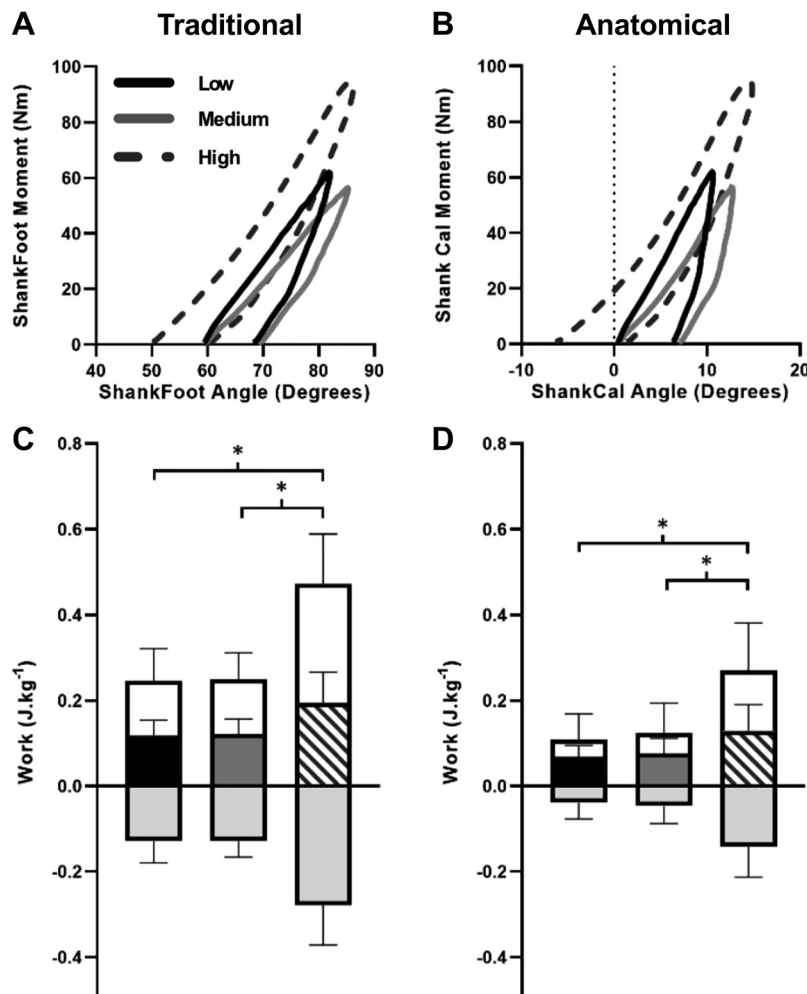 A Traditional
B Anatomical
ShankFoot Moment (Nm)
100
80
60
40
20
0
Low
Medium
High
40 50 60 70 80 90
ShankFoot Angle (Degrees)
Shank Cal Moment (Nm)
100
80
60
40
20
0
-10 0 10 20
ShankCal Angle (Degrees)
C
Work (J.kg-1)
0.8
0.6
0.4
0.2
0.0
-0.2
-0.4
*
*
D
Work (J.kg-1)
0.8
0.6
0.4
0.2
0.0
-0.2
-0.4
*
*